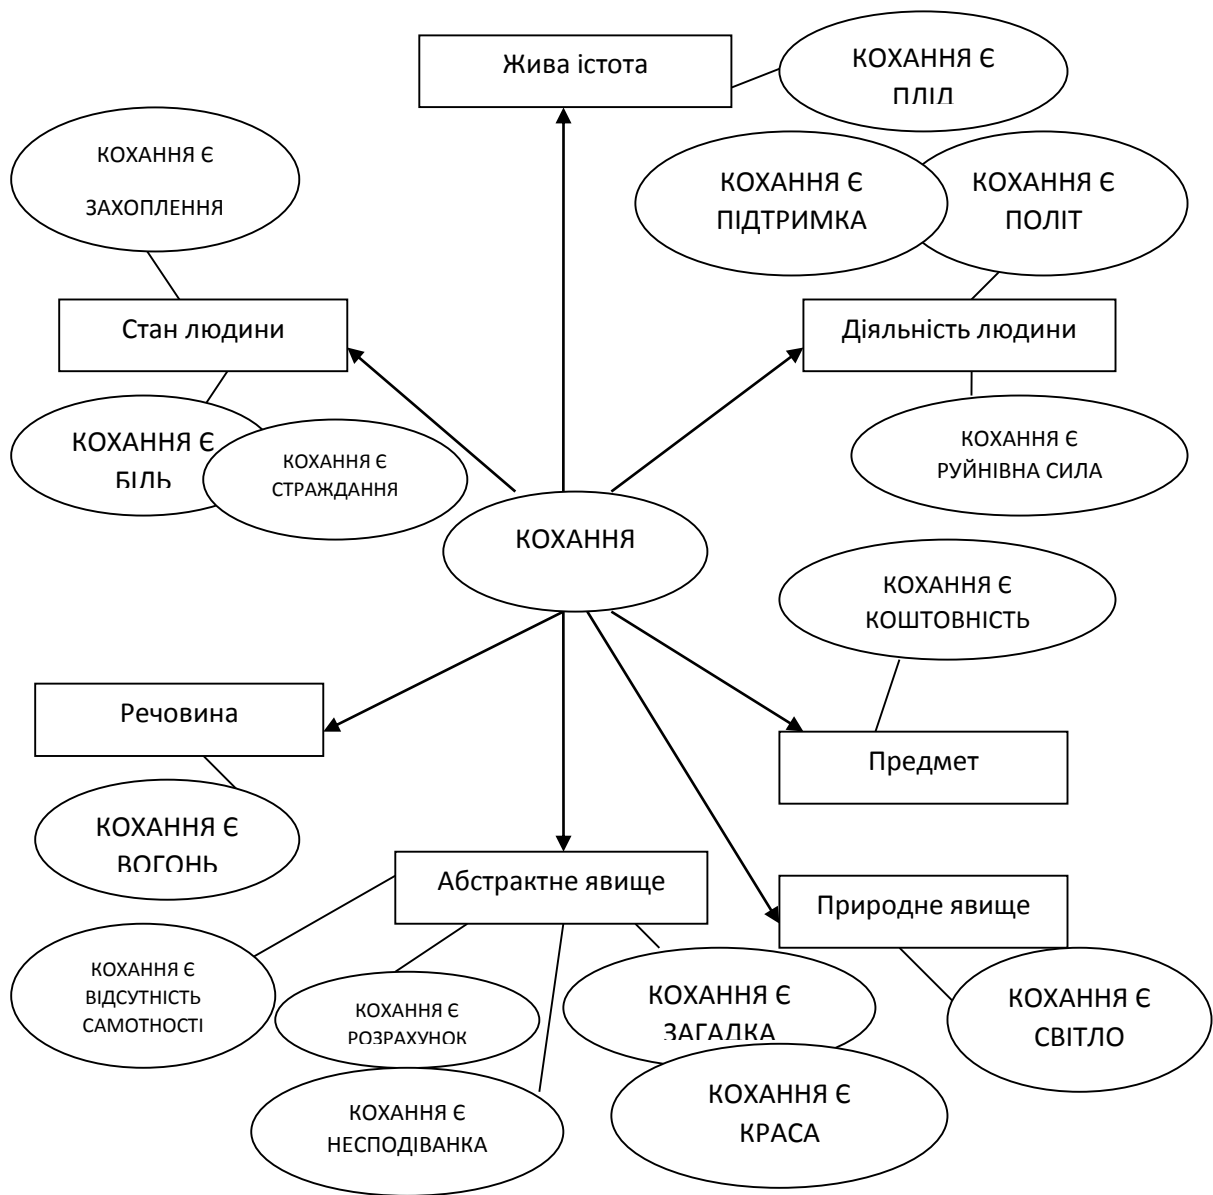 Жива істота
КОХАННЯ Є
ПЛІД
КОХАННЯ Є
ЗАХОПЛЕННЯ
КОХАННЯ Є
ПІДТРИМКА
КОХАННЯ Є
ПОЛІТ
Стан людини
Діяльність людини
КОХАННЯ Є
БІЛЬ
КОХАННЯ Є
СТРАЖДАННЯ
КОХАННЯ Є
РУЙНІВНА СИЛА
КОХАННЯ
КОХАННЯ Є
КОШТОВНІСТЬ
Речовина
Предмет
КОХАННЯ Є
ВОГОНЬ
Абстрактне явище
Природне явище
КОХАННЯ Є
ВІДСУТНІСТЬ
САМОТНОСТІ
КОХАННЯ Є
РОЗРАХУНОК
КОХАННЯ Є
ЗАГАДКА
КОХАННЯ Є
СВІТЛО
КОХАННЯ Є
НЕСПОДІВАНКА
КОХАННЯ Є
КРАСА